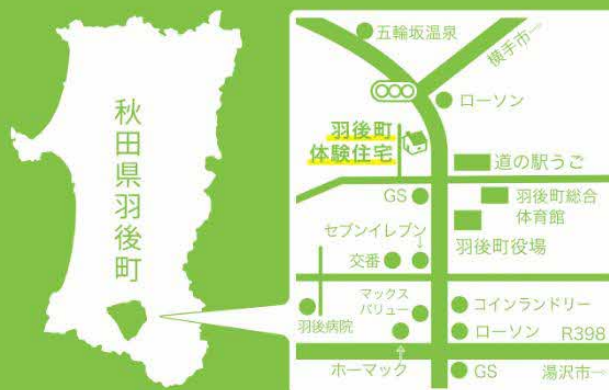 秋田県羽後町
五輪坂温泉
横手市→
ローソン
羽後町
体験住宅
道の駅うご
GS
羽後町総合
体育館
セブンイレブン
↓
羽後町役場
交番
マックス
バリュー
コインランドリー
羽後病院
ローソン R398
↑
ホーマック
GS 湯沢市→